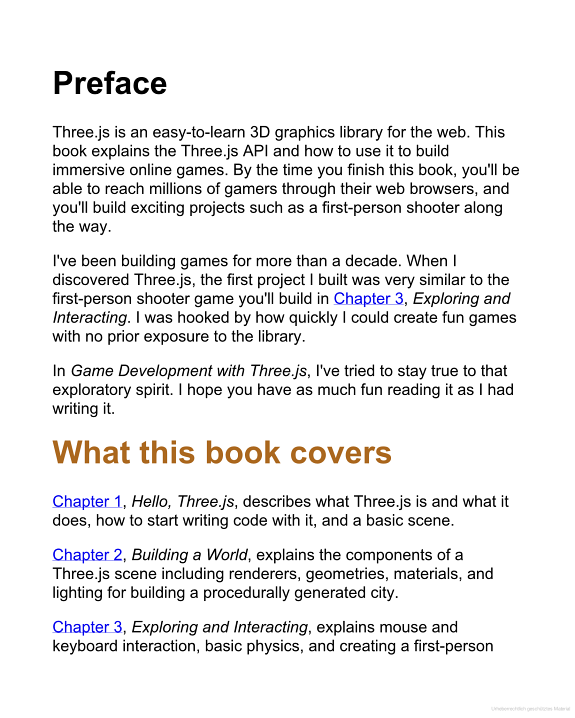 Preface
Three.js is an easy-to-learn 3D graphics library for the web. This
book explains the Three.js API and how to use it to build
immersive online games. By the time you finish this book, you'll be
able to reach millions of gamers through their web browsers, and
you'll build exciting projects such as a first-person shooter along
the way.
I've been building games for more than a decade. When I
discovered Three.js, the first project I built was very similar to the
first-person shooter game you'll build in Chapter 3, Exploring and
Interacting. I was hooked by how quickly I could create fun games
with no prior exposure to the library.
In Game Development with Three.js, I've tried to stay true to that
exploratory spirit. I hope you have as much fun reading it as I had
writing it.
What this book covers
Chapter 1, Hello, Three.js, describes what Three.js is and what it
does, how to start writing code with it, and a basic scene.
Chapter 2, Building a World, explains the components of a
Three.js scene including renderers, geometries, materials, and
lighting for building a procedurally generated city.
Chapter 3, Exploring and Interacting, explains mouse and
keyboard interaction, basic physics, and creating a first-person
Urheberrechtlich geschütztes Material